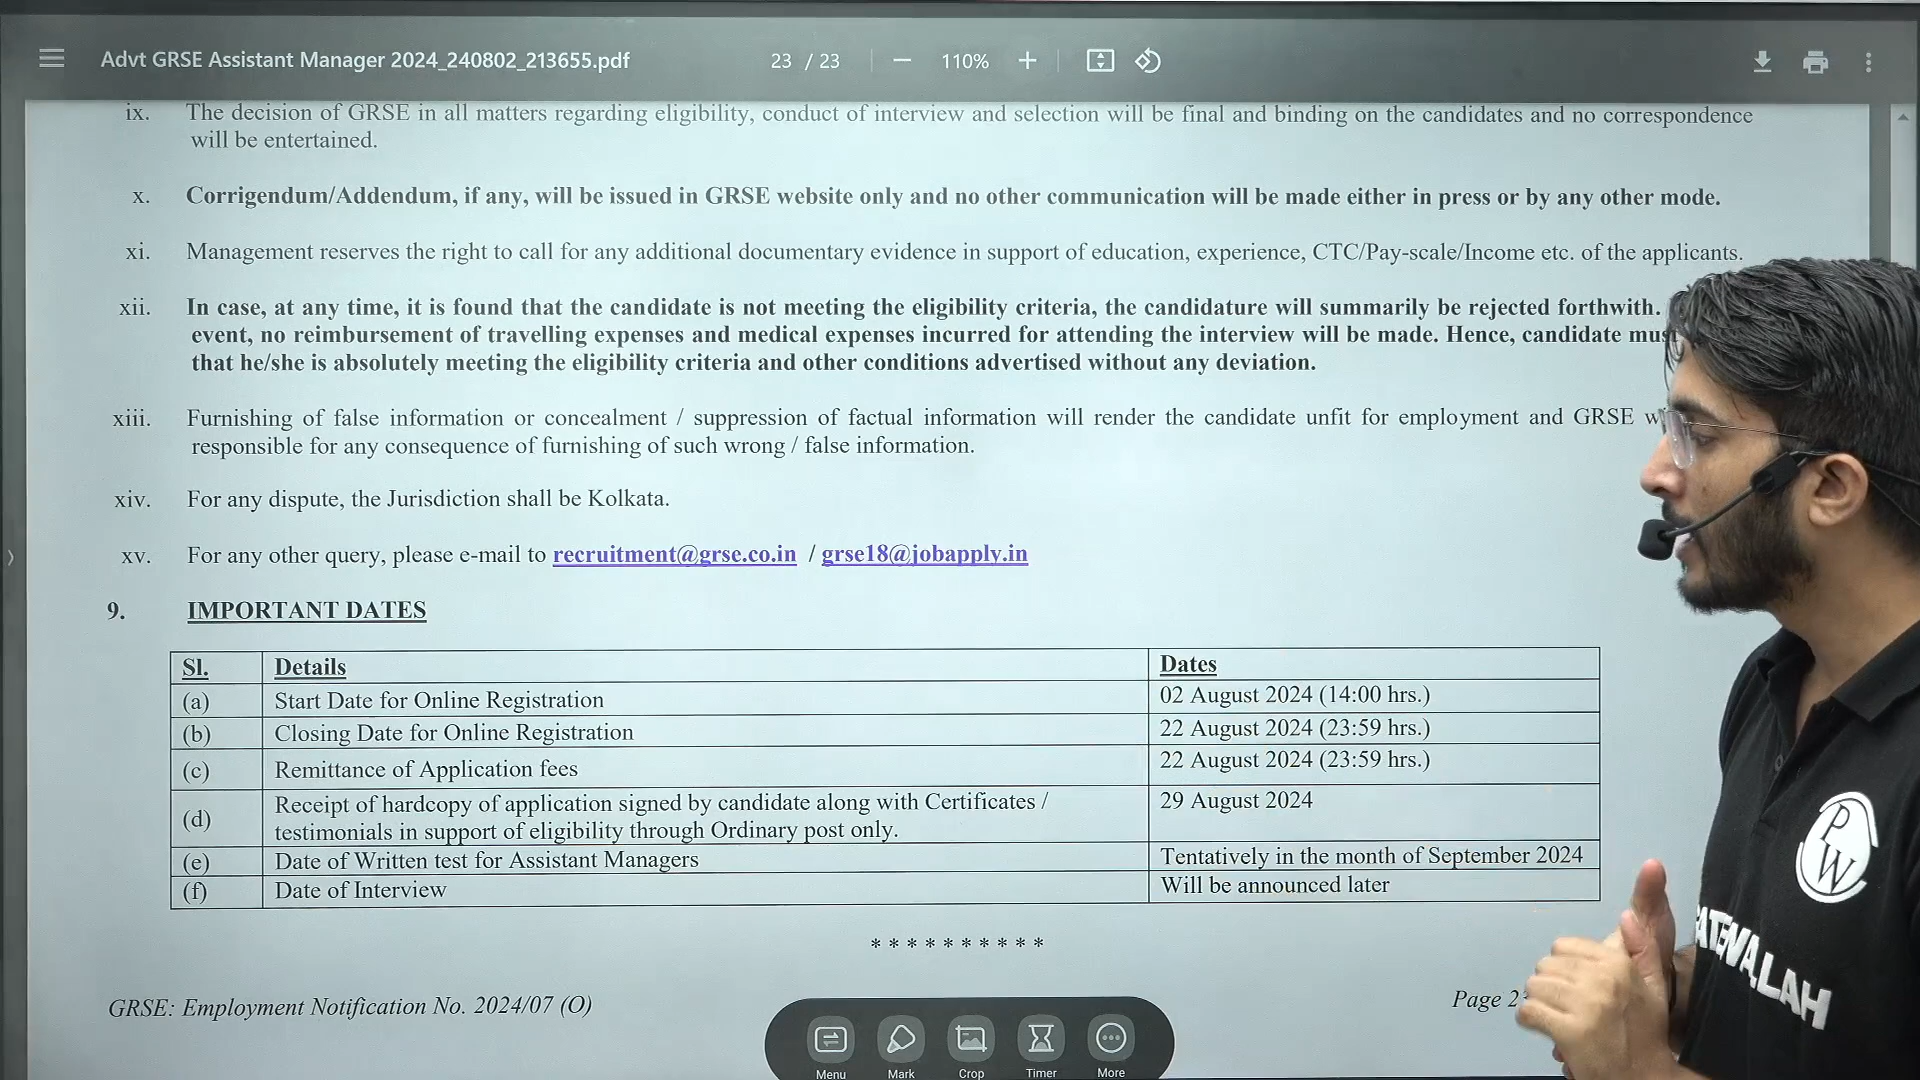 Advt GRSE Assistant Manager 2024_240802_213655.pdf 23 / 23 110%
ix. The decision of GRSE in all matters regarding eligibility, conduct of interview and selection will be final and binding on the candidates and no correspondence
will be entertained.
x. Corrigendum/Addendum, if any, will be issued in GRSE website only and no other communication will be made either in press or by any other mode.
xi. Management reserves the right to call for any additional documentary evidence in support of education, experience, CTC/Pay-scale/Income etc. of the applicants.
xii. In case, at any time, it is found that the candidate is not meeting the eligibility criteria, the candidature will summarily be rejected forthwith.
event, no reimbursement of travelling expenses and medical expenses incurred for attending the interview will be made. Hence, candidate
that he/she is absolutely meeting the eligibility criteria and other conditions advertised without any deviation.
xiii. Furnishing of false information or concealment / suppression of factual information will render the candidate unfit for employment and GRSE
responsible for any consequence of furnishing of such wrong / false information.
xiv. For any dispute, the Jurisdiction shall be Kolkata.
xv. For any other query, please e-mail to recruitment@grse.co.in / grse18@jobapply.in
9. IMPORTANT DATES
Sl. Details Dates
(a) Start Date for Online Registration 02 August 2024 (14:00 hrs.)
(b) Closing Date for Online Registration 22 August 2024 (23:59 hrs.)
(c) Remittance of Application fees 22 August 2024 (23:59 hrs.)
(d) Receipt of hardcopy of application signed by candidate along with Certificates / 29 August 2024
testimonials in support of eligibility through Ordinary post only.
(e) Date of Written test for Assistant Managers Tentatively in the month of September 2024
(f) Date of Interview Will be announced later
* * * * * * * * * *
GRSE: Employment Notification No. 2024/07 (O) Page
Menu Mark Crop Timer More
PW